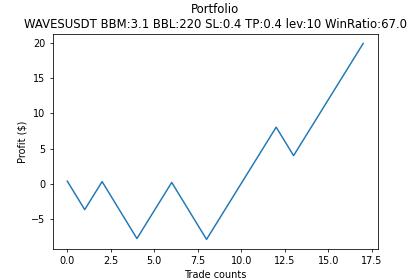 Portfolio
WAVESUSDT BBM:3.1 BBL:220 SL:0.4 TP:0.4 lev:10 WinRatio:67.0
20
15
10
5
0
−5
Profit ($)
0.0 2.5 5.0 7.5 10.0 12.5 15.0 17.5
Trade counts